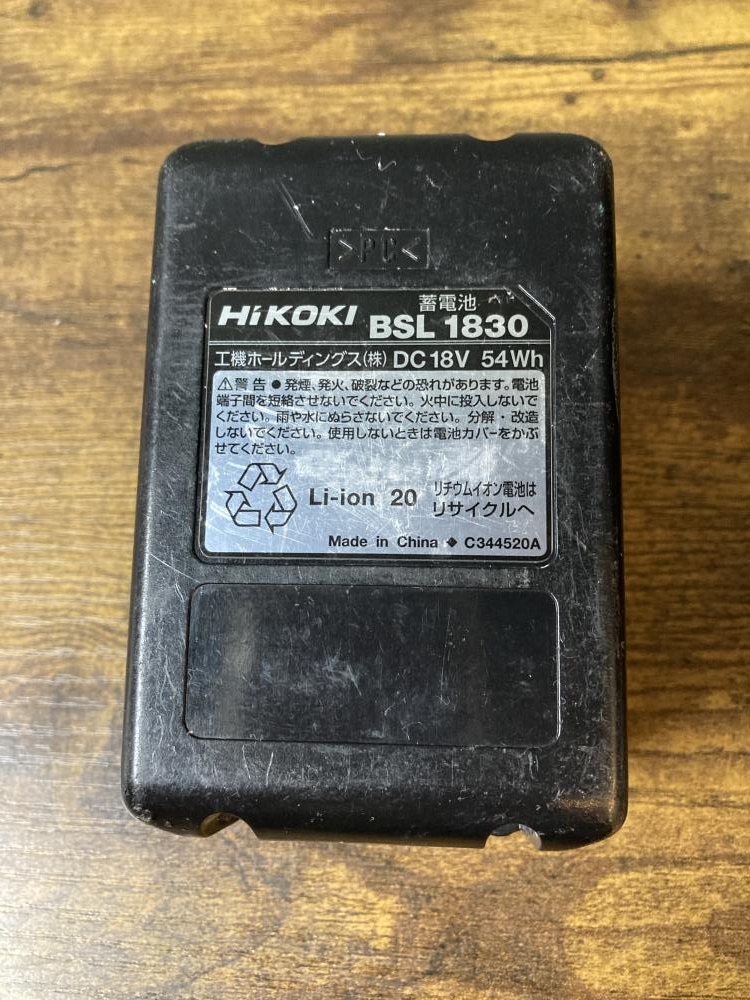 >PC<
蓄電池
HiKOKI BSL 1830
工機ホールディングス(株) DC 18V 54Wh
⚠警告 ● 発煙、発火、破裂などの恐れがあります。電池
端子間を短絡させないでください。火中に投入しないで
ください。雨や水にぬらさないでください。分解・改造
しないでください。使用しないときは電池カバーをかぶ
せてください。
Li-ion 20 リチウムイオン電池は
リサイクルへ
Made in China ◆ C344520A